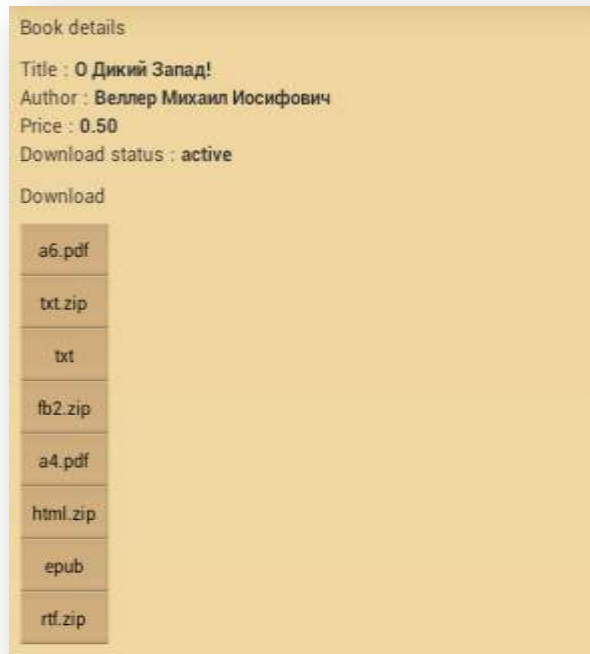 Book details
Title : О Дикий Запад!
Author : Веллер Михаил Иосифович
Price : 0.50
Download status : active
Download
a6.pdf
txt.zip
txt
fb2.zip
a4.pdf
html.zip
epub
rtf.zip